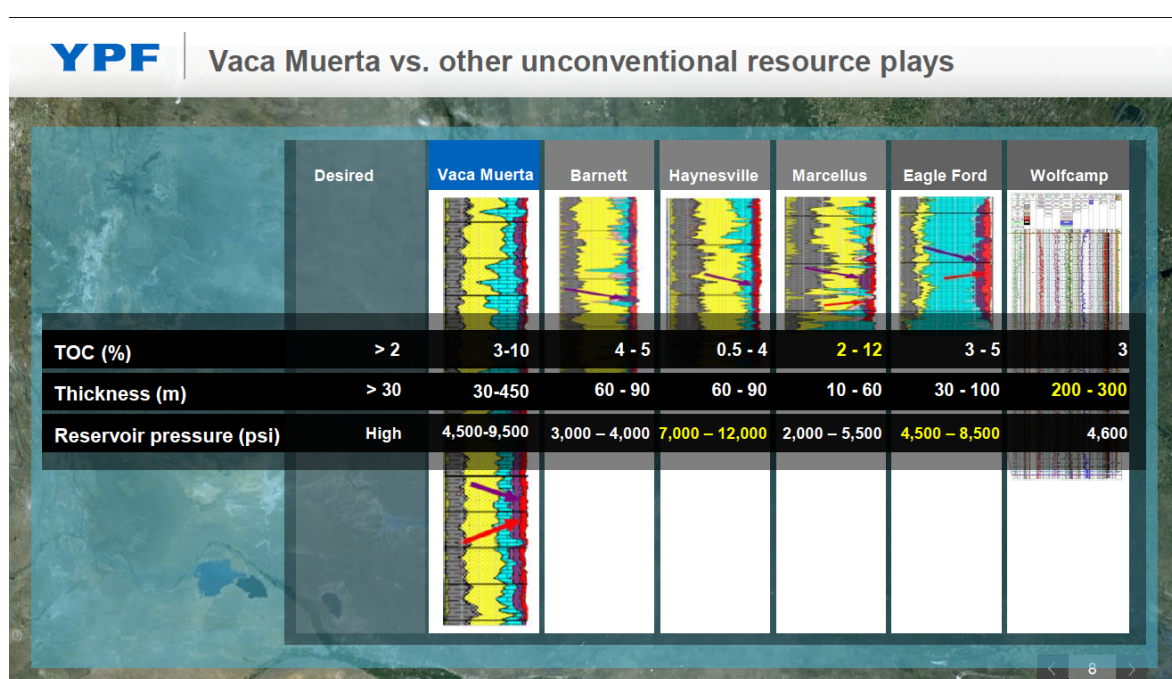 YPF
Vaca Muerta vs. other unconventional resource plays
Desired Vaca Muerta Barnett Haynesville Marcellus Eagle Ford Wolfcamp
TOC (%) > 2 3-10 4 - 5 0.5 - 4 2 - 12 3 - 5 3
Thickness (m) > 30 30-450 60 - 90 60 - 90 10 - 60 30 - 100 200 - 300
Reservoir pressure (psi) High 4,500-9,500 3,000 – 4,000 7,000 – 12,000 2,000 – 5,500 4,500 – 8,500 4,600
8